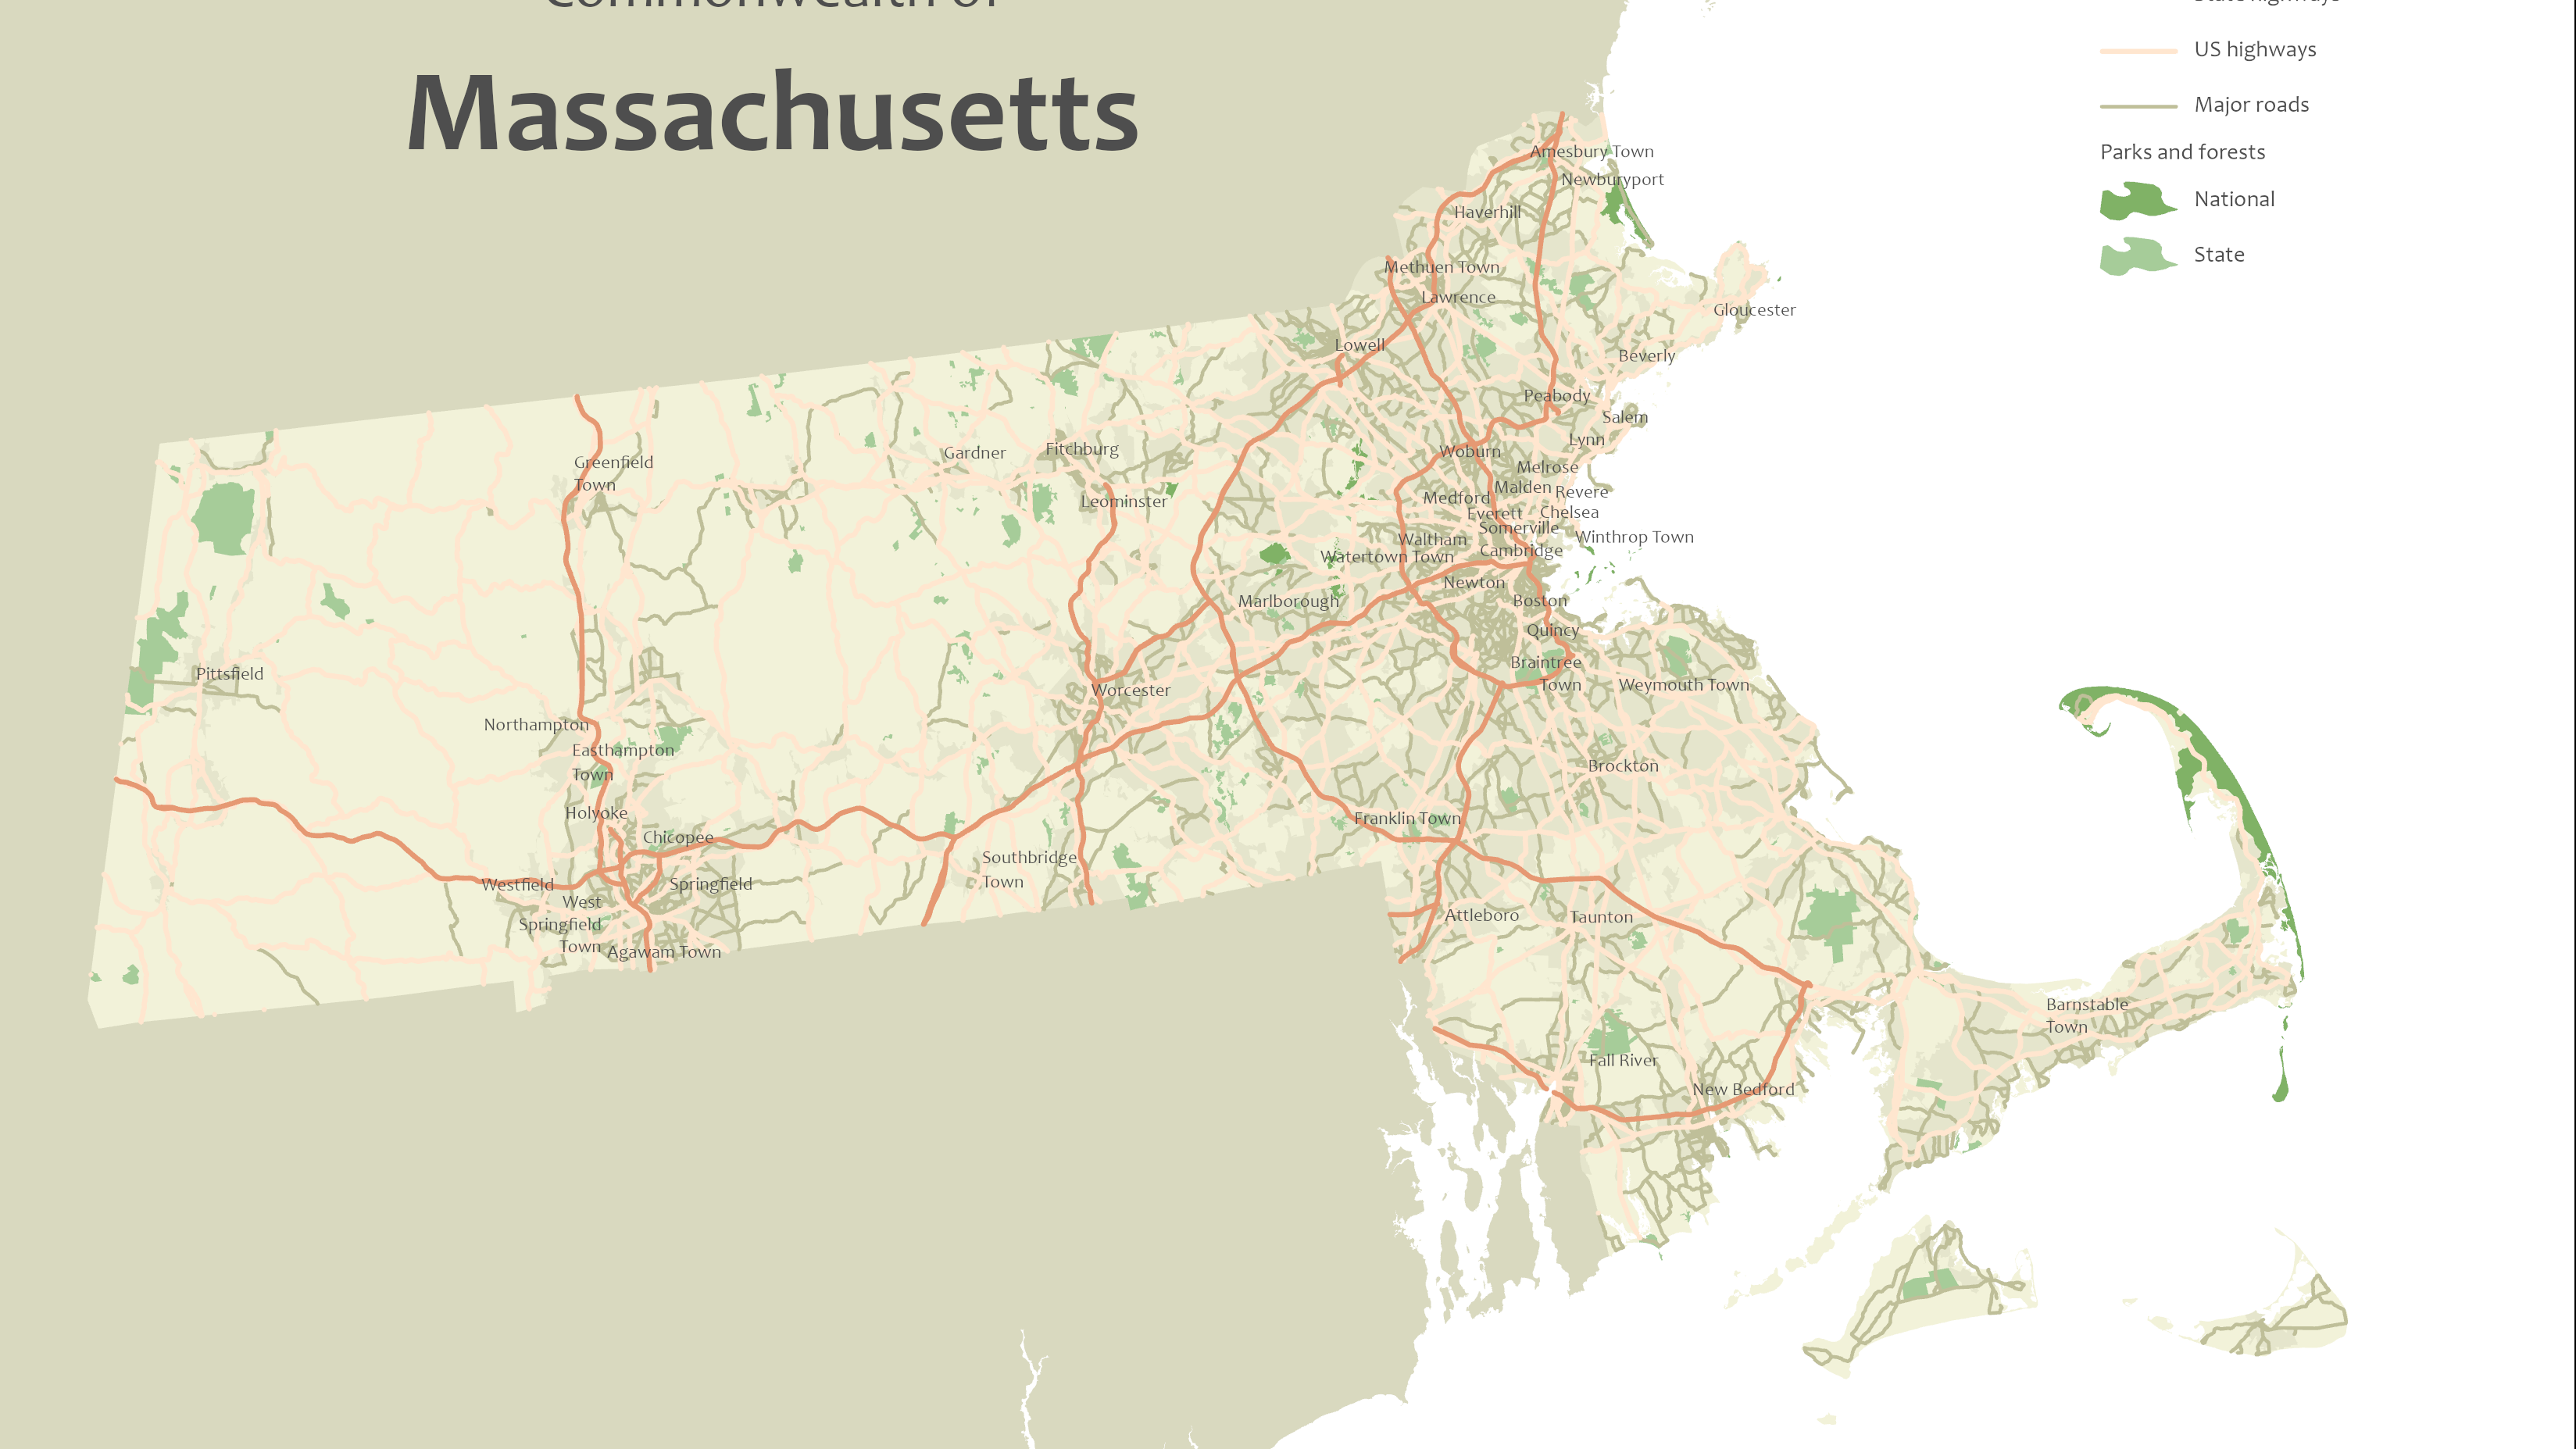 Commonwealth of
Massachusetts
State highways
US highways
Major roads
Parks and forests
National
State
Amesbury Town
Newburyport
Haverhill
Methuen Town
Lawrence
Gloucester
Lowell
Beverly
Peabody
Salem
Lynn
Woburn
Melrose
Malden
Revere
Medford
Everett
Chelsea
Somerville
Winthrop Town
Waltham
Cambridge
Watertown Town
Newton
Marlborough
Boston
Quincy
Braintree
Town
Weymouth Town
Greenfield
Town
Gardner
Fitchburg
Leominster
Pittsfield
Worcester
Northampton
Easthampton
Town
Holyoke
Chicopee
Brockton
Franklin Town
Southbridge
Town
Westfield
Springfield
West
Springfield
Town
Agawam Town
Attleboro
Taunton
Barnstable
Town
Fall River
New Bedford